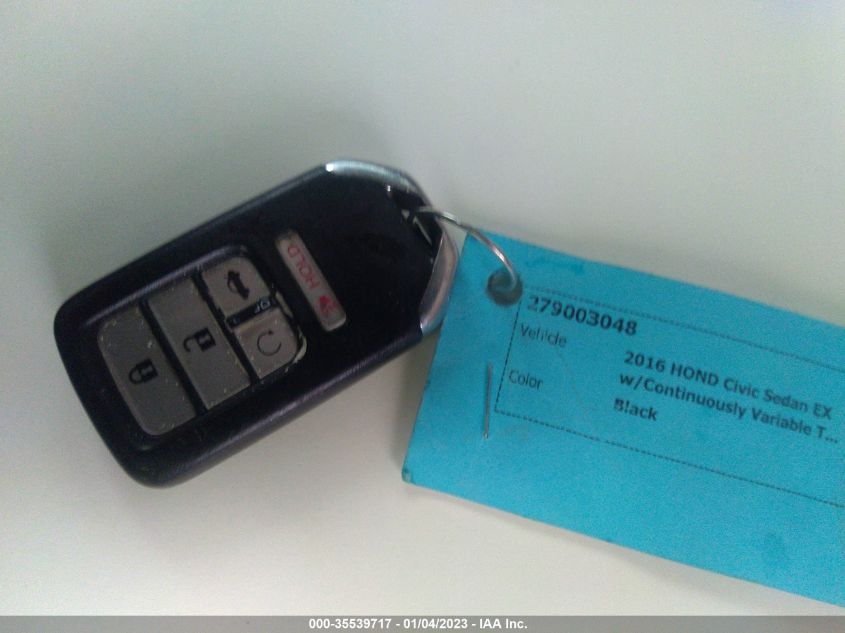 HOLD
279003048
Vehicle
2016 HOND Civic Sedan EX
w/Continuously Variable T...
Color
Black
000-35539717 - 01/04/2023 - IAA Inc.